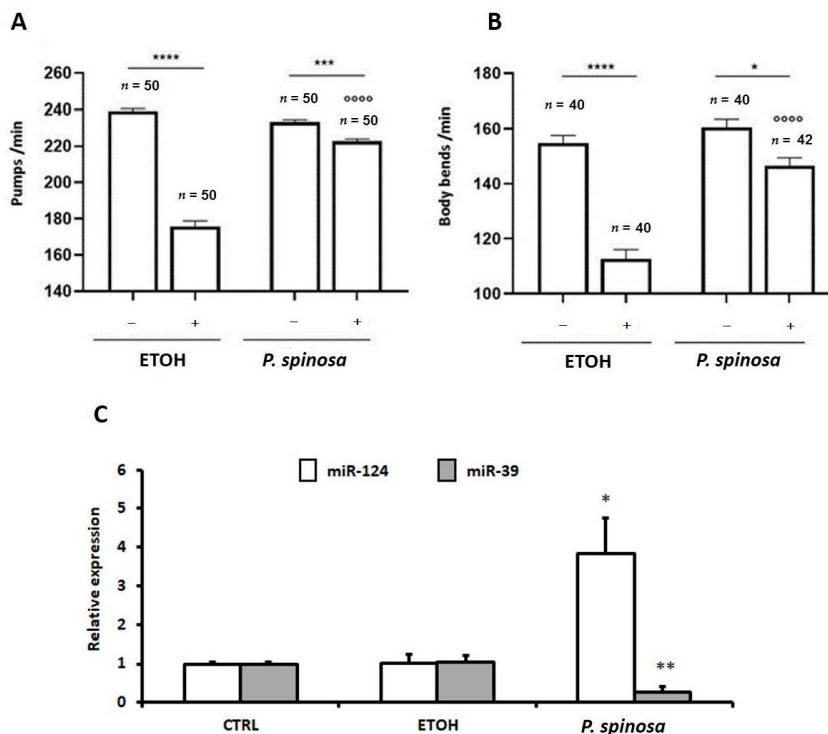 A
**** ***
n = 50
n = 50
n = 50
°°°°
n = 50
Pumps /min
260
240
220
200
180
160
140
− + − +
ETOH P. spinosa
B
**** *
n = 40
n = 40
n = 40
°°°°
n = 42
Body bends /min
180
160
140
120
100
− + − +
ETOH P. spinosa
C
miR-124 miR-39
Relative expression
6
5
4
3
2
1
0
*
**
CTRL ETOH P. spinosa